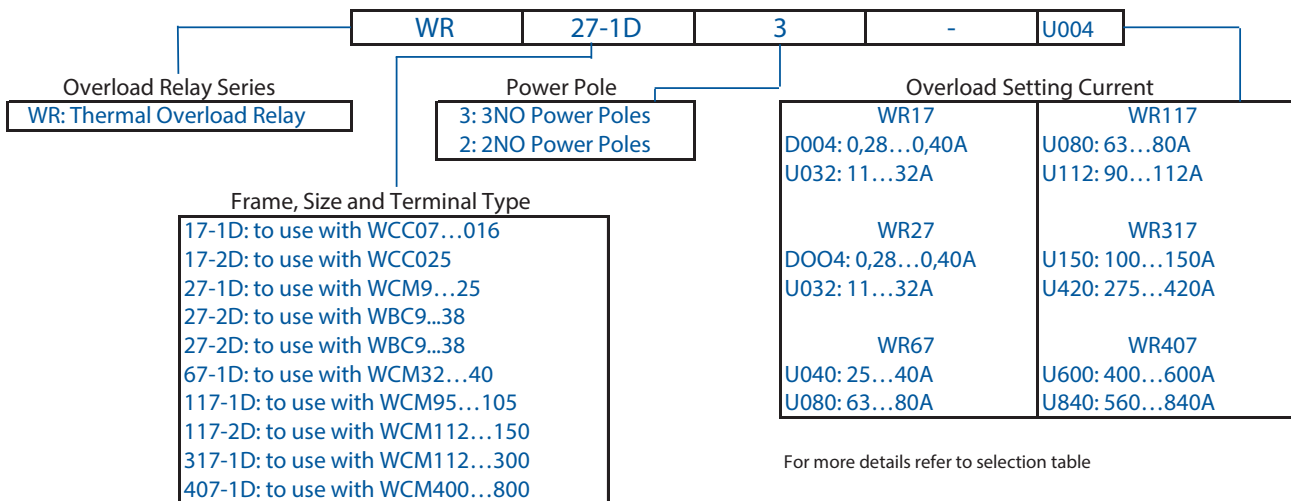 WR 27-1D 3 - U004
Overload Relay Series
WR: Thermal Overload Relay
Power Pole
3: 3NO Power Poles
2: 2NO Power Poles
Frame, Size and Terminal Type
17-1D: to use with WCC07…016
17-2D: to use with WCC025
27-1D: to use with WCM9…25
27-2D: to use with WBC9...38
27-2D: to use with WBC9...38
67-1D: to use with WCM32…40
117-1D: to use with WCM95…105
117-2D: to use with WCM112…150
317-1D: to use with WCM112…300
407-1D: to use with WCM400…800
Overload Setting Current
WR17
D004: 0,28…0,40A
U032: 11…32A
WR27
DOO4: 0,28…0,40A
U032: 11…32A
WR67
U040: 25…40A
U080: 63…80A
WR117
U080: 63…80A
U112: 90…112A
WR317
U150: 100…150A
U420: 275…420A
WR407
U600: 400…600A
U840: 560…840A
For more details refer to selection table